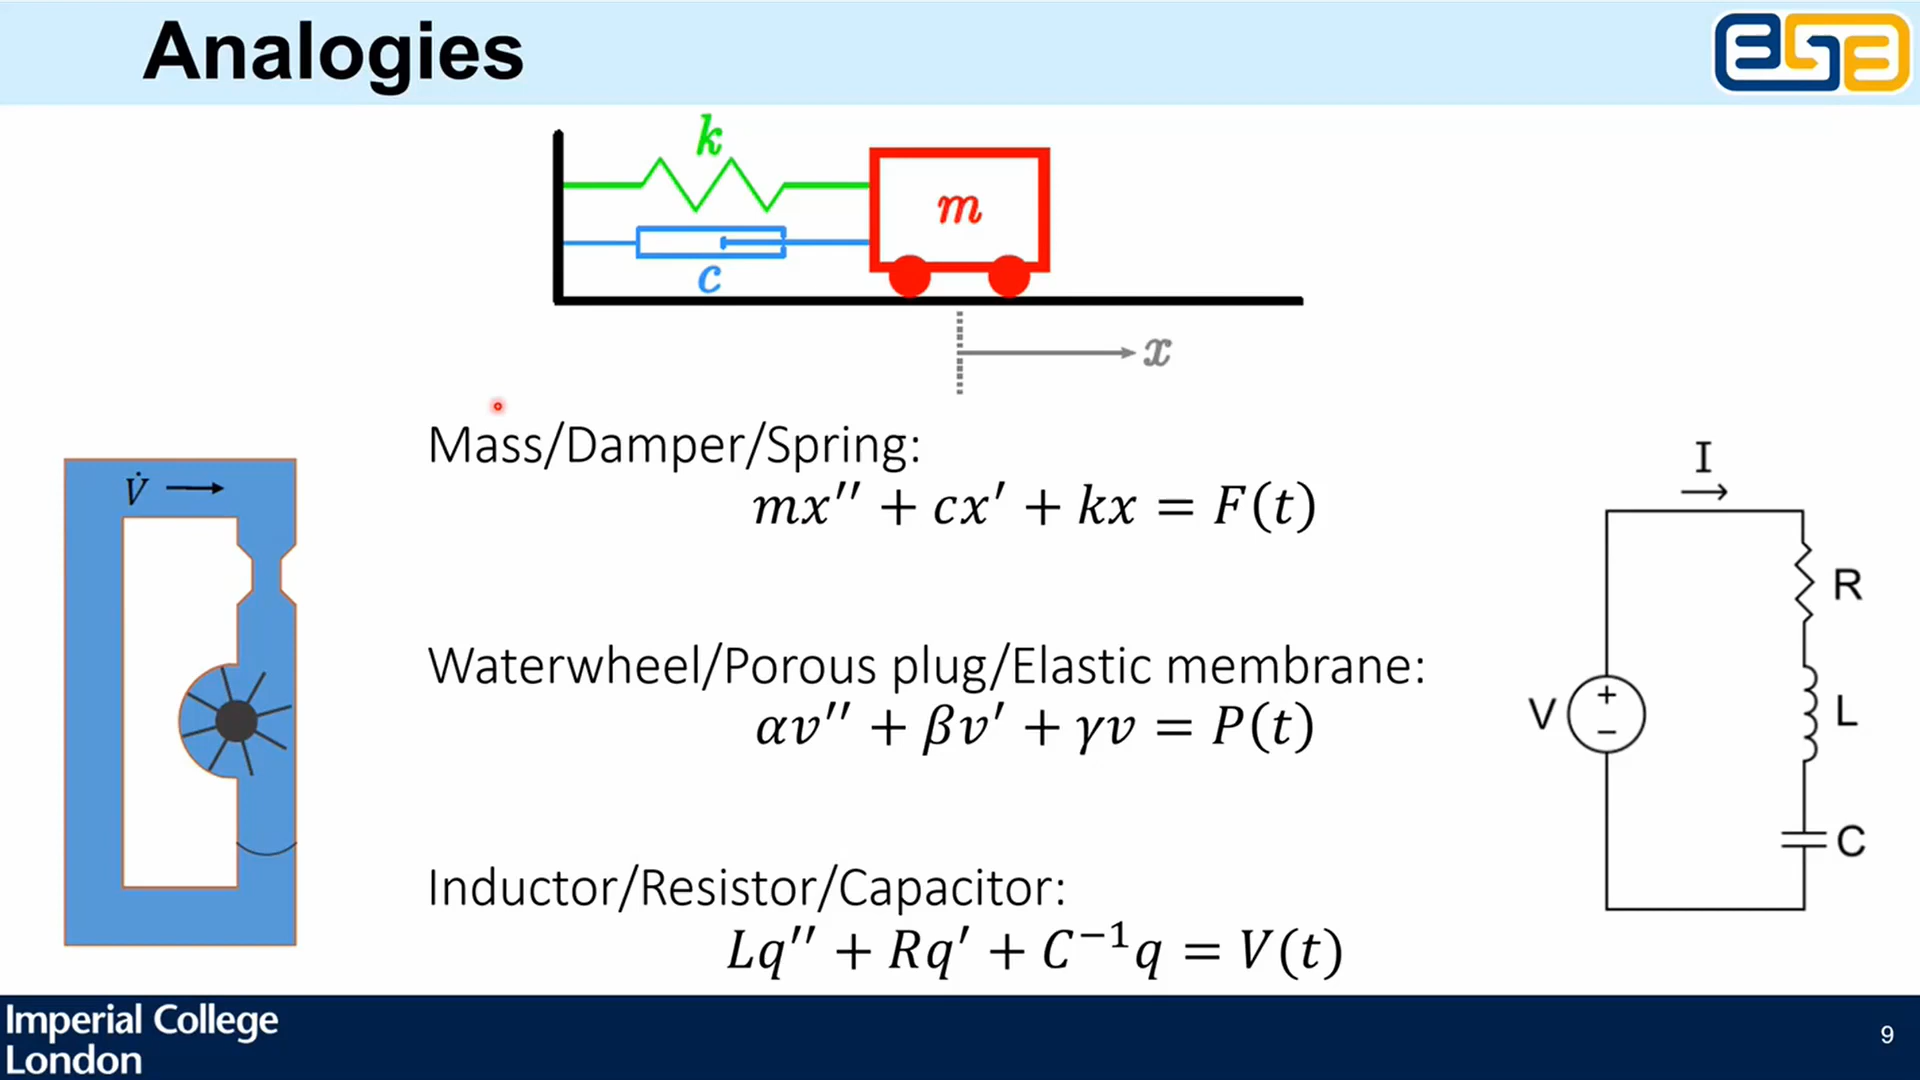 Analogies
k
m
c
x
Mass/Damper/Spring:
mx′′ + cx′ + kx = F(t)
V̇
Waterwheel/Porous plug/Elastic membrane:
αv′′ + βv′ + γv = P(t)
Inductor/Resistor/Capacitor:
Lq′′ + Rq′ + C⁻¹q = V(t)
I
R
V
+
−
L
C
Imperial College
London
9